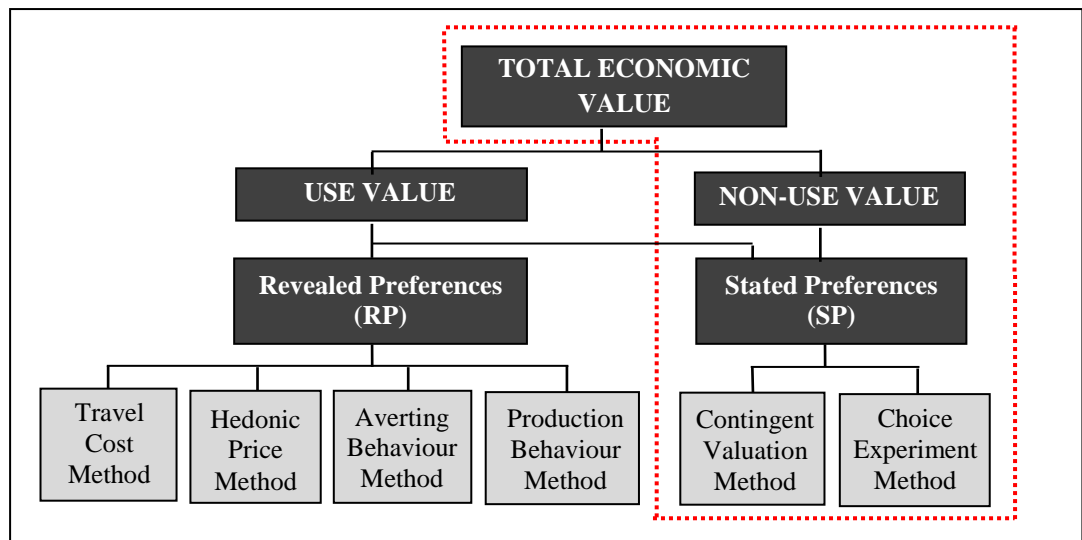 TOTAL ECONOMIC
VALUE
USE VALUE
NON-USE VALUE
Revealed Preferences
(RP)
Stated Preferences
(SP)
Travel
Cost
Method
Hedonic
Price
Method
Averting
Behaviour
Method
Production
Behaviour
Method
Contingent
Valuation
Method
Choice
Experiment
Method